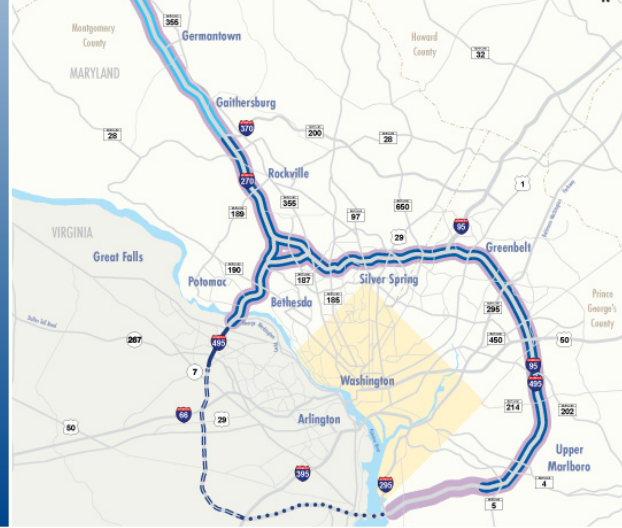 355
Germantown
Montgomery
County
Howard
County
32
MARYLAND
Gaithersburg
370
200
28
28
Rockville
270
1
355
650
97
189
95
29
VIRGINIA
Great Falls
Greenbelt
190
187
Silver Spring
Potomac
185
Bethesda
295
Prince
George's
County
267
495
450
50
95
7
Washington
495
66
29
Arlington
214
202
50
Upper
Marlboro
395
295
4
5